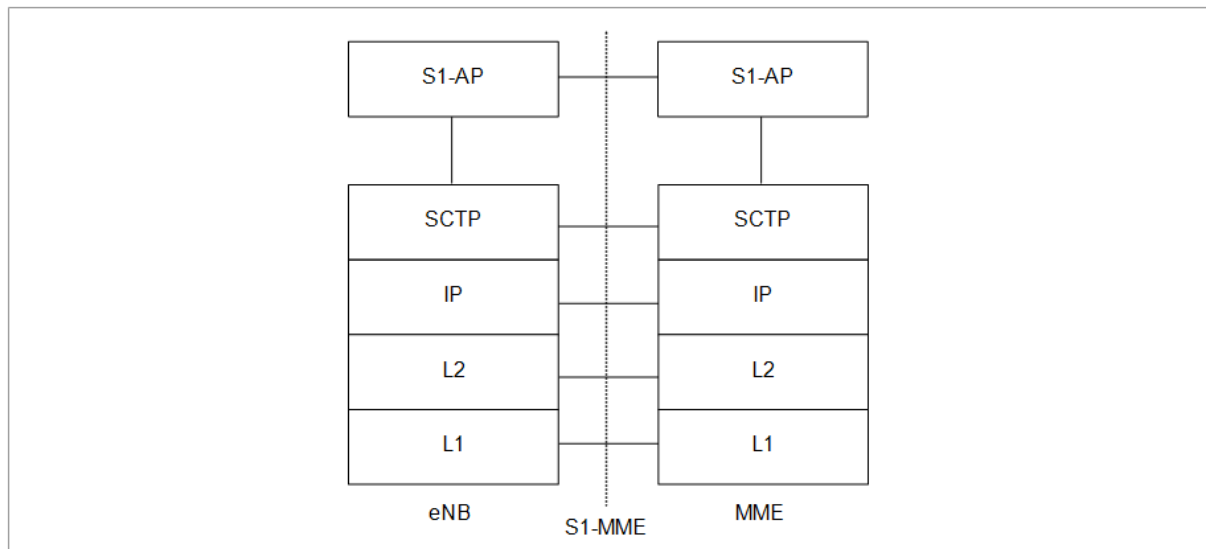 S1-AP S1-AP
SCTP SCTP
IP IP
L2 L2
L1 L1
eNB S1-MME MME